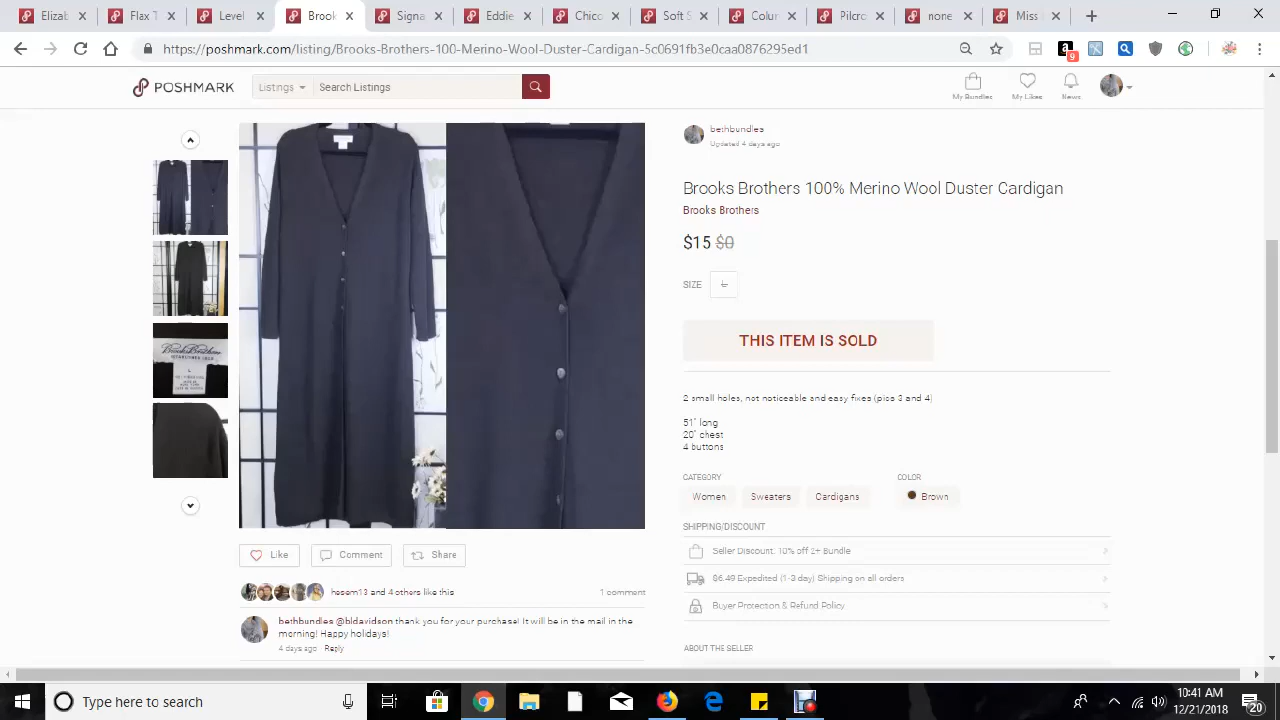 Elizab
Flax T
Level
Brook
Signa
Eddie
Chico
Soft S
Colum
Pilcro
none
Miss
https://poshmark.com/listing/Brooks-Brothers-100-Merino-Wool-Duster-Cardigan-5c0691fb3e0caa0876295ed1
9
POSHMARK
Listings
Search Listings
My Bundles
My Likes
News
bethbundles
Updated 4 days ago
Brooks Brothers 100% Merino Wool Duster Cardigan
Brooks Brothers
$15 $0
SIZE L
THIS ITEM IS SOLD
2 small holes, not noticeable and easy fixes (pics 3 and 4)
51" long
20" chest
4 buttons
CATEGORY
COLOR
Women
Sweaters
Cardigans
Brown
SHIPPING/DISCOUNT
Seller Discount: 10% off 2+ Bundle
$6.49 Expedited (1-3 day) Shipping on all orders
Buyer Protection & Refund Policy
ABOUT THE SELLER
Brooks Brothers
L
Like
Comment
Share
hesem13 and 4 others like this
1 comment
bethbundles @bldavidson thank you for your purchase! It will be in the mail in the
morning! Happy holidays!
4 days ago Reply
Type here to search
10:41 AM
12/21/2018
20